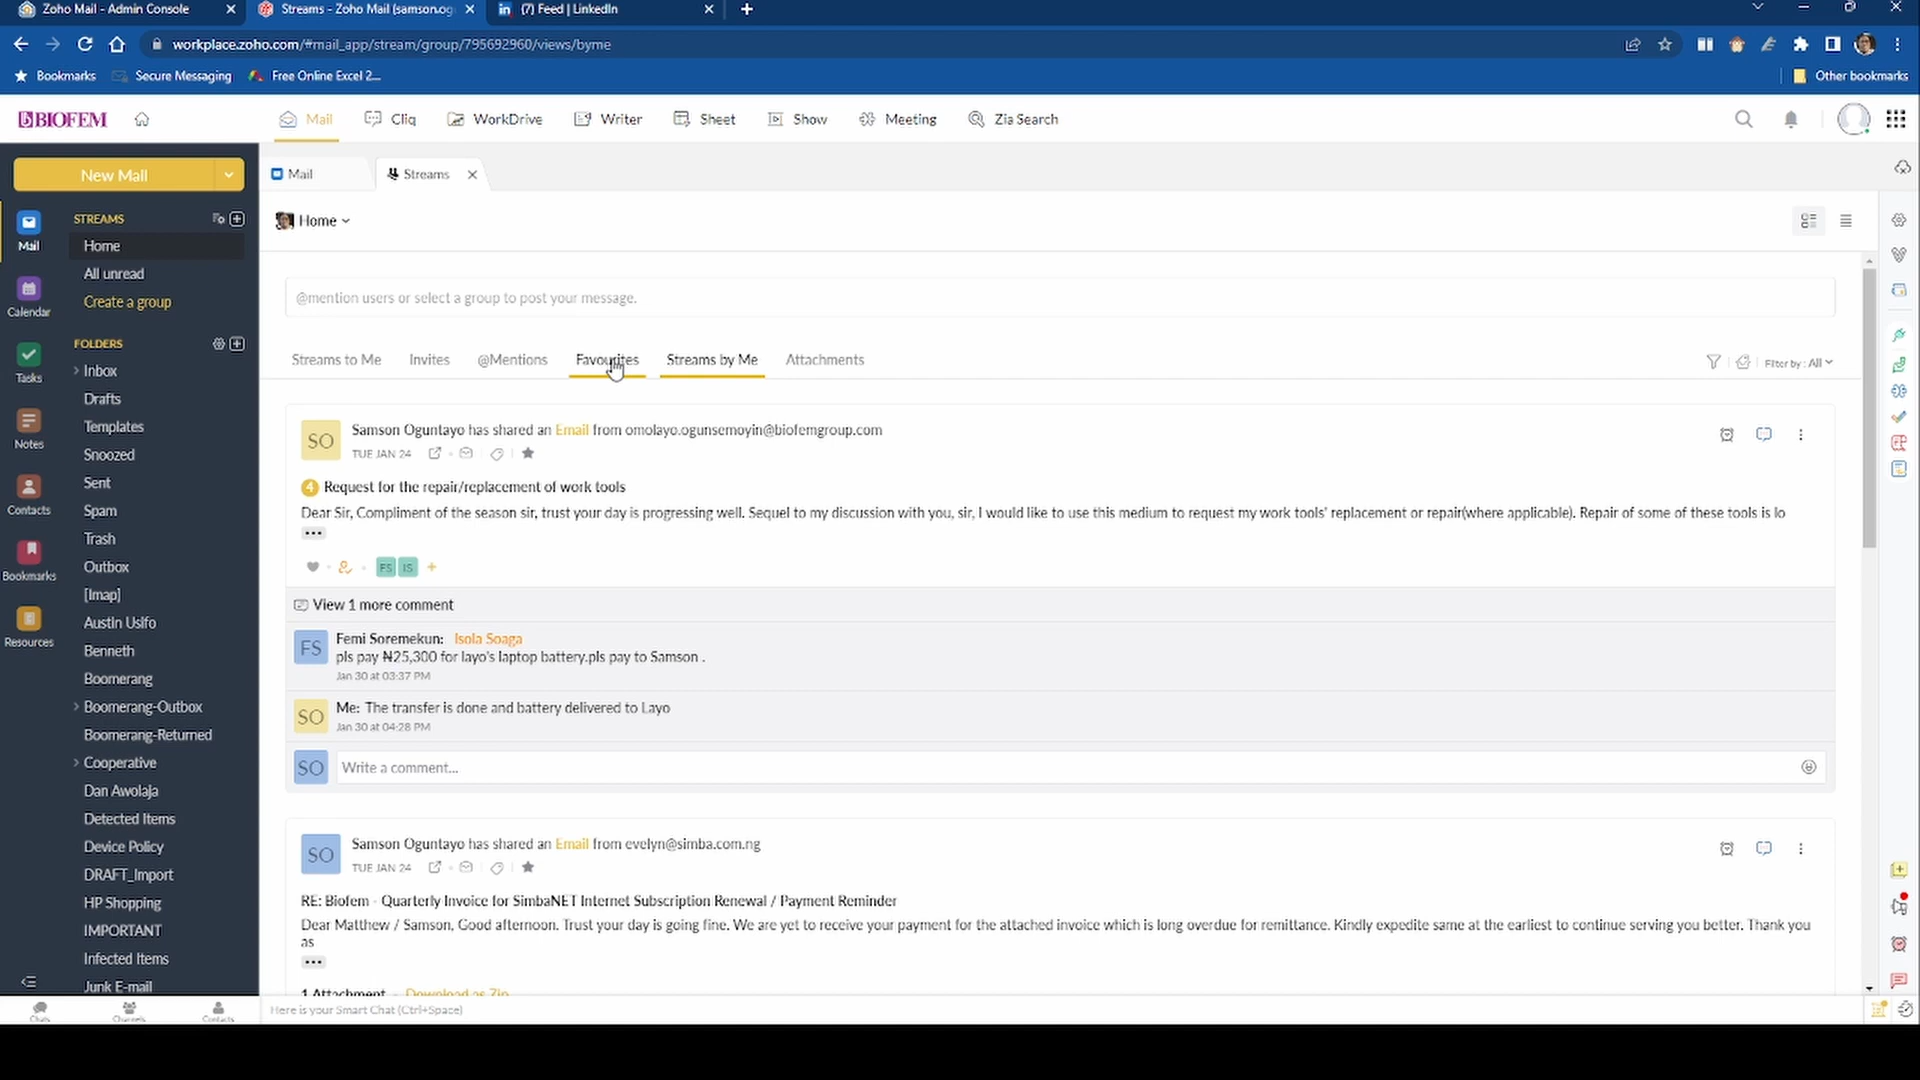 Zoho Mail - Admin Console
Streams - Zoho Mail (samson.og
(7) Feed | LinkedIn
workplace.zoho.com/#mail_app/stream/group/795692960/views/byme
Bookmarks
Secure Messaging
Free Online Excel 2...
Other bookmarks
BIOFEM
Mail
Cliq
WorkDrive
Writer
Sheet
Show
Meeting
Zia Search
New Mail
Mail
Streams
STREAMS
Home
All unread
Create a group
FOLDERS
Inbox
Drafts
Templates
Snoozed
Sent
Spam
Trash
Outbox
[Imap]
Austin Usifo
Benneth
Boomerang
Boomerang-Outbox
Boomerang-Returned
Cooperative
Dan Awolaja
Detected Items
Device Policy
DRAFT_Import
HP Shopping
IMPORTANT
Infected Items
Junk E-mail
Mail
Calendar
Tasks
Notes
Contacts
Bookmarks
Resources
Chats
Channels
Contacts
Home
@mention users or select a group to post your message.
Streams to Me
Invites
@Mentions
Favourites
Streams by Me
Attachments
Filter by : All
SO
Samson Oguntayo has shared an Email from omolayo.ogunsemoyin@biofemgroup.com
TUE JAN 24
4 Request for the repair/replacement of work tools
Dear Sir, Compliment of the season sir, trust your day is progressing well. Sequel to my discussion with you, sir, I would like to use this medium to request my work tools' replacement or repair(where applicable). Repair of some of these tools is lo
FS IS +
View 1 more comment
FS
Femi Soremekun: Isola Soaga
pls pay ₦25,300 for layo's laptop battery.pls pay to Samson .
Jan 30 at 03:37 PM
SO
Me: The transfer is done and battery delivered to Layo
Jan 30 at 04:28 PM
SO
Write a comment...
SO
Samson Oguntayo has shared an Email from evelyn@simba.com.ng
TUE JAN 24
RE: Biofem - Quarterly Invoice for SimbaNET Internet Subscription Renewal / Payment Reminder
Dear Matthew / Samson, Good afternoon. Trust your day is going fine. We are yet to receive your payment for the attached invoice which is long overdue for remittance. Kindly expedite same at the earliest to continue serving you better. Thank you
as
1 Attachment - Download as Zip
Here is your Smart Chat (Ctrl+Space)